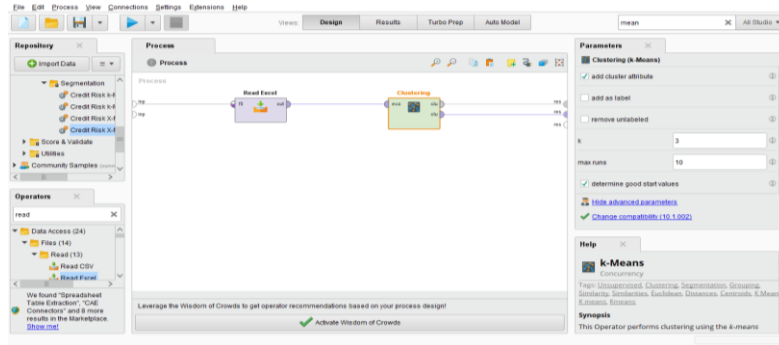 File Edit Process View Connections Settings Extensions Help
Views: Design Results Turbo Prep Auto Model
mean
All Studio
Repository
Import Data
Segmentation
Credit Risk k-
Credit Risk k-
Credit Risk X-
Credit Risk X-
Score & Validate
Utilities
Community Samples
Operators
read
Data Access (24)
Files (14)
Read (13)
Read CSV
Read Excel
We found "Spreadsheet
Table Extraction", "CAE
Connectors" and 8 more
results in the Marketplace.
Show me!
Process
Process
Process
Read Excel
Clustering
inp
inp
fil
out
exa
clu
clu
res
res
res
Leverage the Wisdom of Crowds to get operator recommendations based on your process design!
Activate Wisdom of Crowds
Parameters
Clustering (k-Means)
add cluster attribute
add as label
remove unlabeled
k
3
max runs
10
determine good start values
Hide advanced parameters
Change compatibility (10.1.002)
Help
k-Means
Concurrency
Tags: Unsupervised, Clustering, Segmentation, Grouping,
Similarity, Similarities, Euclidean, Distances, Centroids, K.Mean
K.means, Kmeans
Synopsis
This Operator performs clustering using the k-means